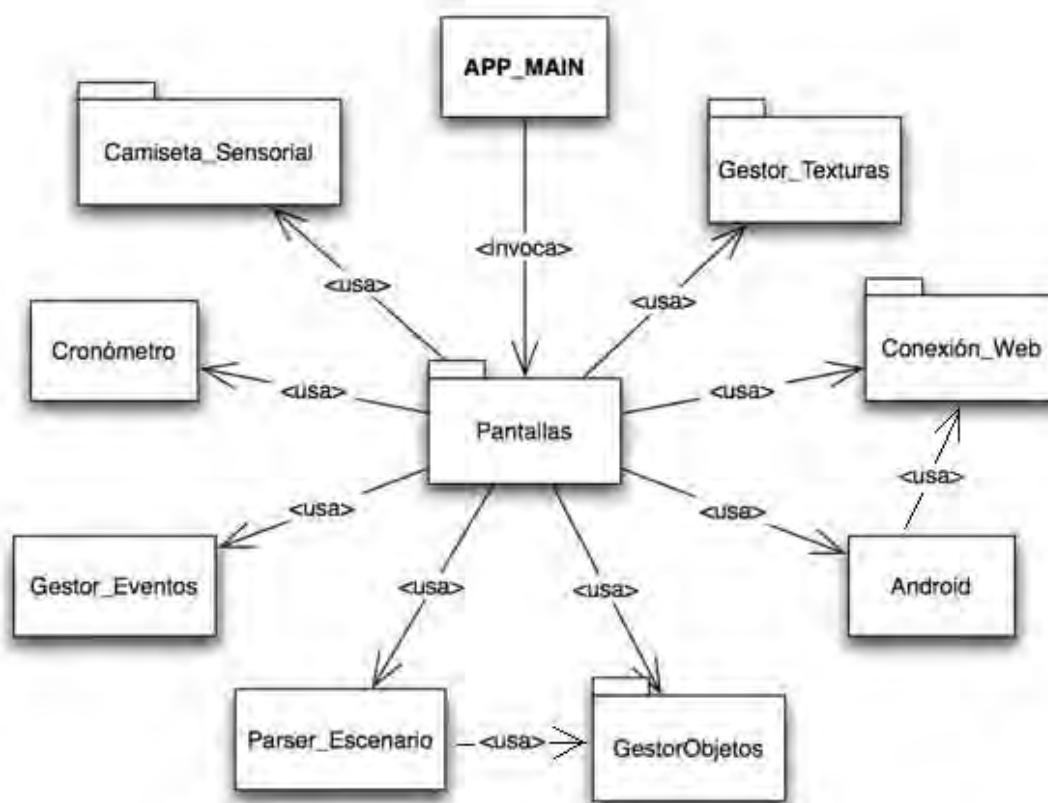 APP_MAIN
Camiseta_Sensorial
Gestor_Texturas
<invoca>
<usa>
<usa>
Cronómetro
Conexión_Web
<usa>
<usa>
Pantallas
<usa>
<usa>
<usa>
Gestor_Eventos
Android
<usa>
<usa>
Parser_Escenario
<usa>
GestorObjetos